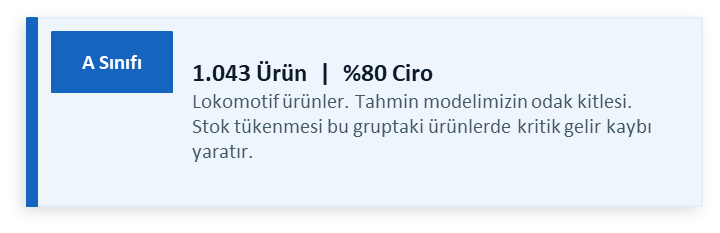 A Sınıfı
1.043 Ürün | %80 Ciro
Lokomotif ürünler. Tahmin modelimizin odak kitlesi.
Stok tükenmesi bu gruptaki ürünlerde kritik gelir kaybı
yaratır.